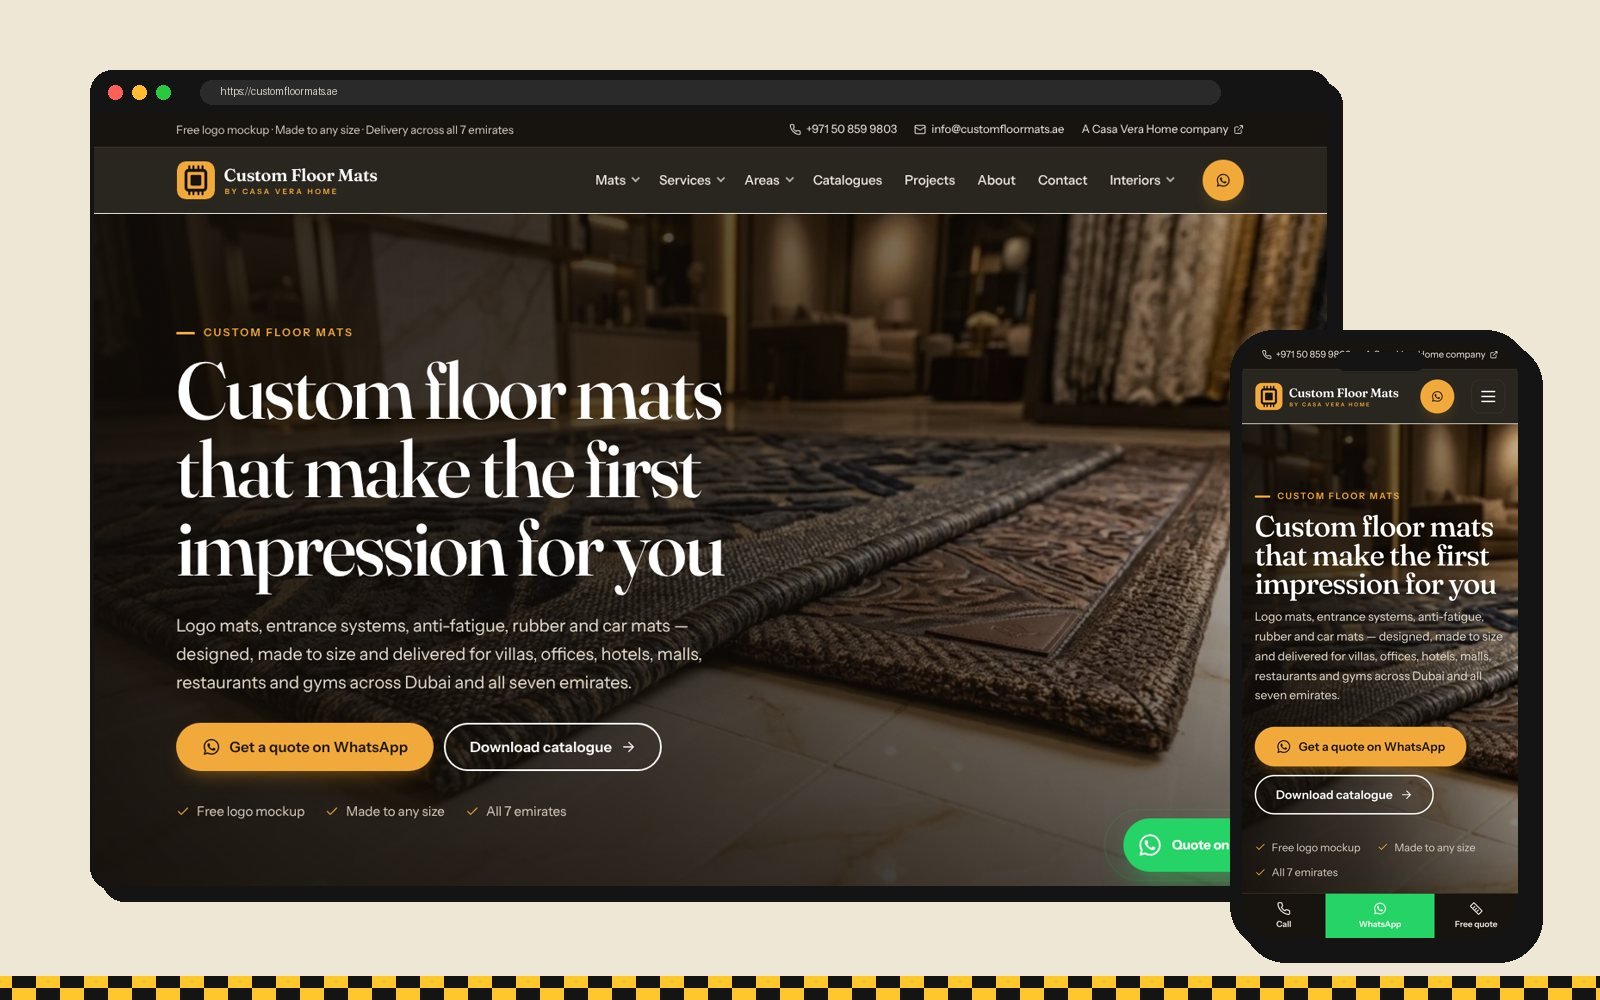 https://customfloormats.ae
Free logo mockup · Made to any size · Delivery across all 7 emirates
+971 50 859 9803
info@customfloormats.ae
A Casa Vera Home company
Custom Floor Mats
BY CASA VERA HOME
Mats
Services
Areas
Catalogues
Projects
About
Contact
Interiors
CUSTOM FLOOR MATS
Custom floor mats
that make the first
impression for you
Logo mats, entrance systems, anti-fatigue, rubber and car mats —
designed, made to size and delivered for villas, offices, hotels, malls,
restaurants and gyms across Dubai and all seven emirates.
Get a quote on WhatsApp
Download catalogue
Free logo mockup
Made to any size
All 7 emirates
Quote on
+971 50 859
Home company
Custom Floor Mats
BY CASA VERA HOME
CUSTOM FLOOR MATS
Custom floor mats
that make the first
impression for you
Logo mats, entrance systems, anti-fatigue,
rubber and car mats — designed, made to size
and delivered for villas, offices, hotels, malls,
restaurants and gyms across Dubai and all
seven emirates.
Get a quote on WhatsApp
Download catalogue
Free logo mockup
Made to any size
All 7 emirates
Call
WhatsApp
Free quote